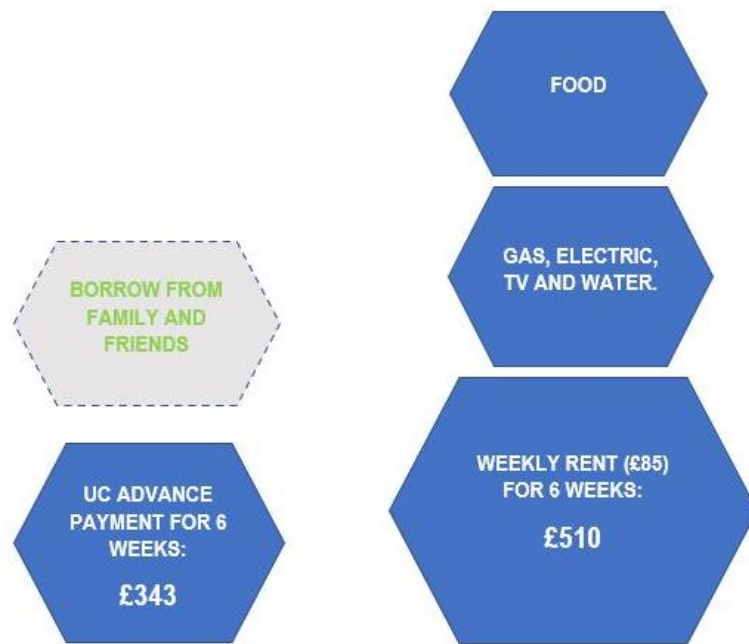 BORROW FROM
FAMILY AND
FRIENDS
UC ADVANCE
PAYMENT FOR 6
WEEKS:
£343
FOOD
GAS, ELECTRIC,
TV AND WATER.
WEEKLY RENT (£85)
FOR 6 WEEKS:
£510